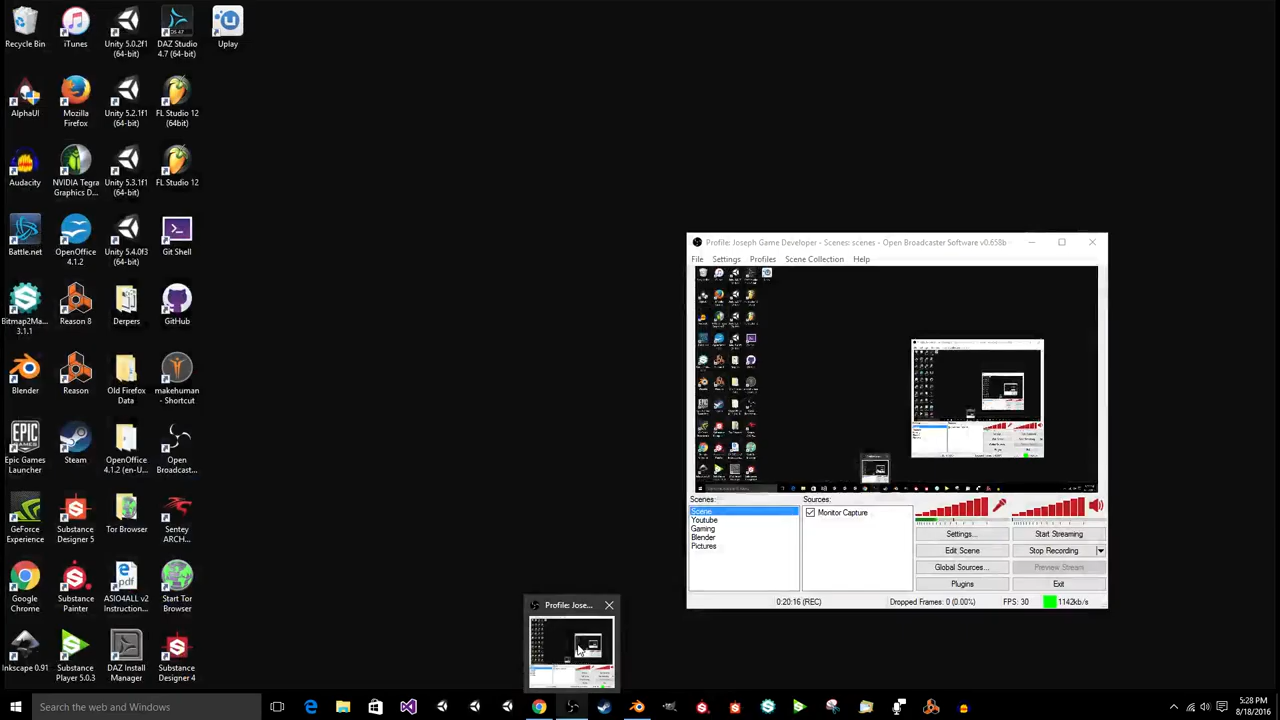 Recycle Bin
iTunes
Unity 5.0.2f1
(64-bit)
DAZ Studio
4.7
Uplay
AlphaUI
Mozilla
Firefox
Unity 5.2.1f1
(64-bit)
FL Studio 12
(64bit)
Audacity
NVIDIA Tegra
Graphics D...
Unity 5.3.1f1
(64-bit)
FL Studio 12
Battle.net
OpenOffice
4.1.2
Unity 5.4.0f3
(64-bit)
Git Shell
Bitmap2Ma...
3.1.1
Reason 8
Derpers
GitHub
Blender
Reason
Old Firefox
Data
makehuman
- Shortcut
Epic Games
Launcher
Steam
OpenOffice
4.1.2 (en-U...
Open
Broadcast...
GeForce
Experience
Substance
Designer 5
Tor Browser
Sentey
ARCH...
Google
Chrome
Substance
Painter
ASIO4ALL v2
Instruction...
Start Tor
Browser
Inkscape 0.91
Substance
Player 5.0.3
DAZ Install
Manager
Substance
Designer 4
Profile: Joseph Game Developer - Scenes: scenes - Open Broadcaster Software v0.658b -
File Settings Profiles Scene Collection Help
Scenes:
Scene
Youtube
Gaming
Blender
Pictures
Sources:
Monitor Capture
Settings...
Start Streaming
Edit Scene
Stop Recording
Global Sources...
Preview Stream
Plugins
Exit
0:20:16 (REC)
Dropped Frames: 0 (0.00%)
FPS: 30
1142kb/s
Profile: Jose...
Search the web and Windows
5:28 PM
8/18/2016